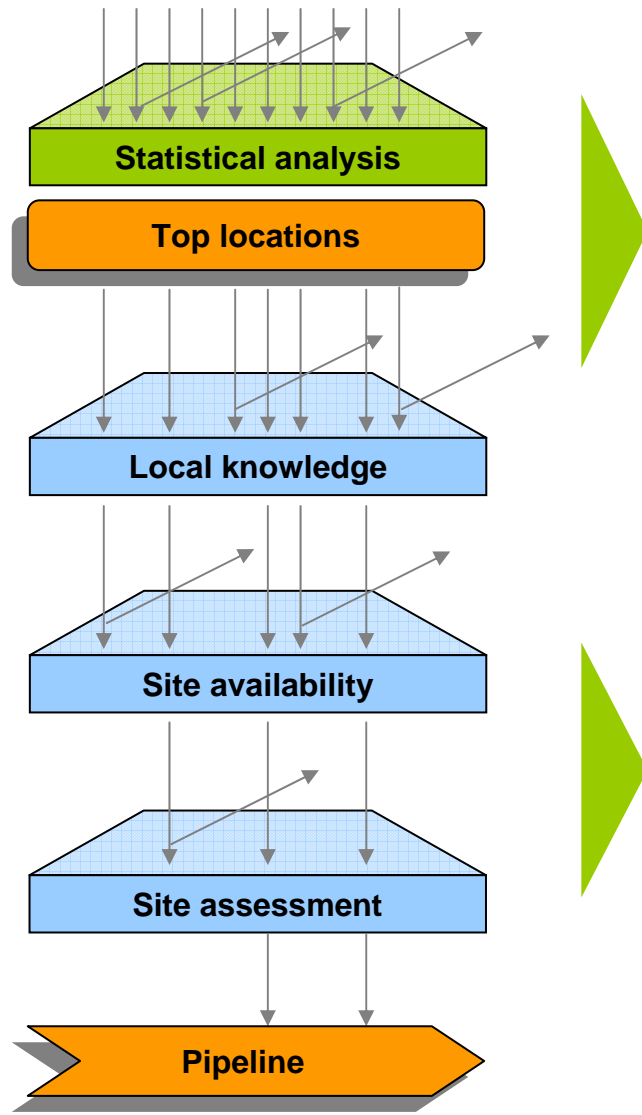 Statistical analysis
Top locations
Local knowledge
Site availability
Site assessment
Pipeline